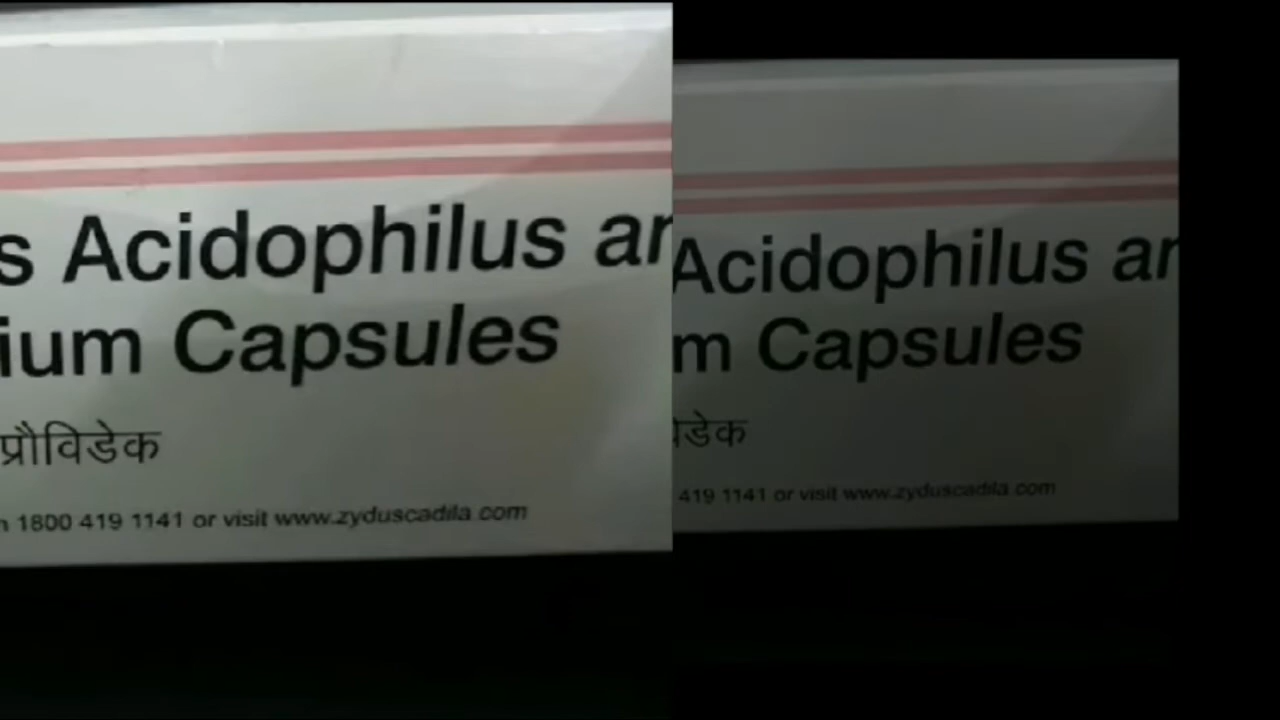 s Acidophilus ar
ium Capsules
प्रौविडेक
n 1800 419 1141 or visit www.zyduscadila.com
Acidophilus ar
m Capsules
डेक
419 1141 or visit www.zyduscadila.com